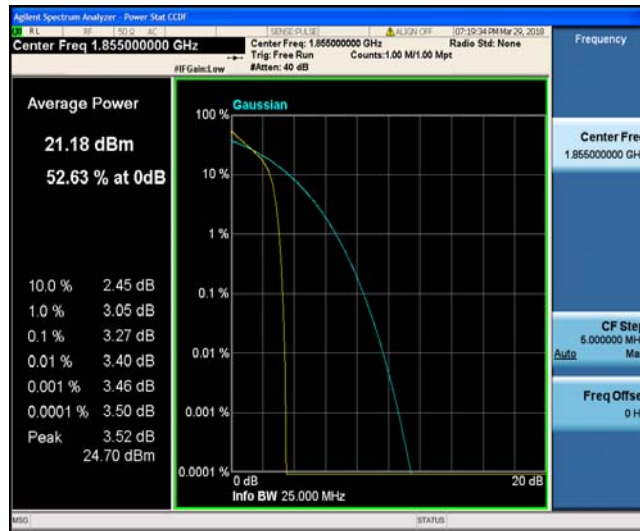 Agilent Spectrum Analyzer - Power Stat CCDF
RL RF 50 Ω AC SENSE:PULSE ALIGN OFF 07:19:34 PM Mar 29, 2018
Center Freq 1.855000000 GHz
Center Freq: 1.855000000 GHz Radio Std: None
Trig: Free Run Counts:1.00 M/1.00 Mpt
#IFGain:Low #Atten: 40 dB
Frequency
Average Power
21.18 dBm
52.63 % at 0dB
10.0 % 2.45 dB
1.0 % 3.05 dB
0.1 % 3.27 dB
0.01 % 3.40 dB
0.001 % 3.46 dB
0.0001 % 3.50 dB
Peak 3.52 dB
24.70 dBm
Gaussian
100 %
10 %
1 %
0.1 %
0.01 %
0.001 %
0.0001 %
0 dB 20 dB
Info BW 25.000 MHz
Center Fre
1.855000000 GH
CF Step
5.000000 MH
Auto Ma
Freq Offse
0 H
MSG STATUS